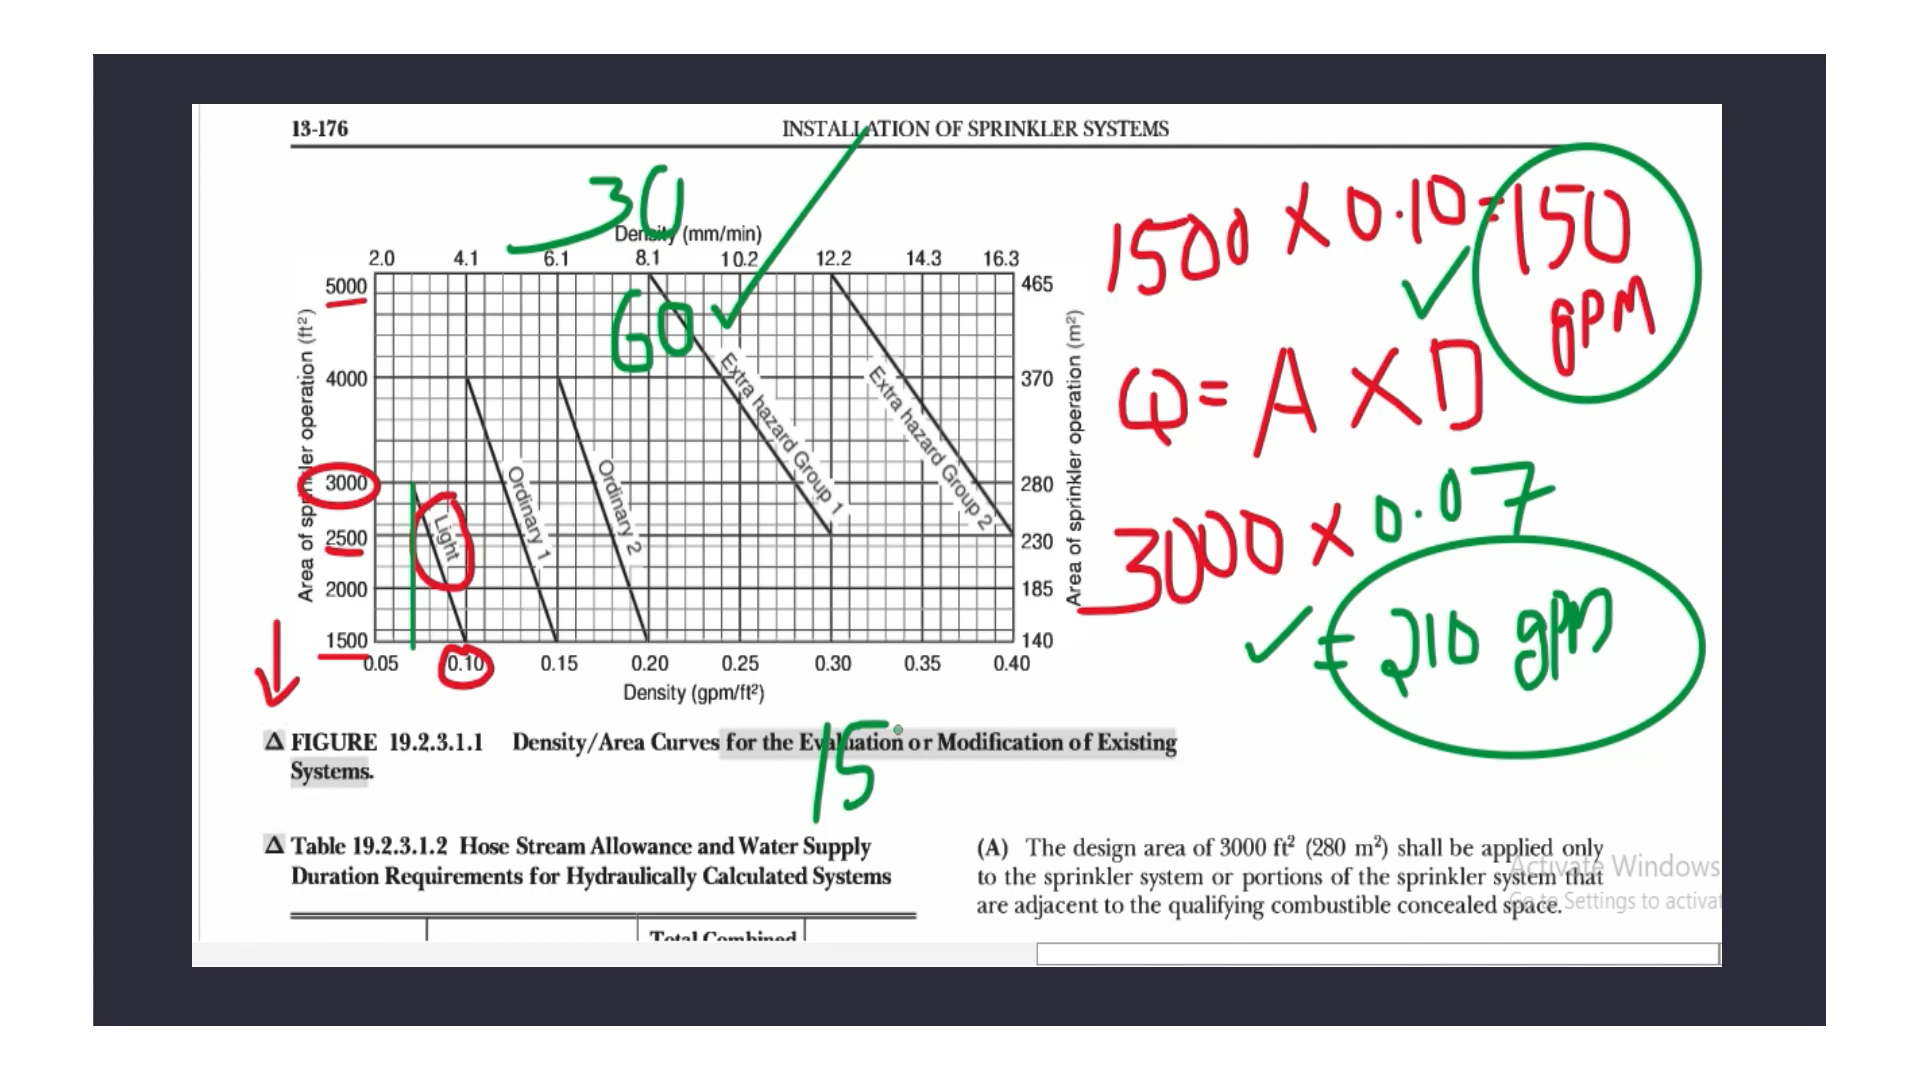 13-176 INSTALLATION OF SPRINKLER SYSTEMS
30
Density (mm/min)
2.0 4.1 6.1 8.1 10.2 12.2 14.3 16.3
5000
4000
3000
2500
2000
1500
Area of sprinkler operation (ft²)
60
Light
Ordinary 1
Ordinary 2
Extra hazard Group 1
Extra hazard Group 2
465
370
280
230
185
140
Area of sprinkler operation (m²)
0.05 0.10 0.15 0.20 0.25 0.30 0.35 0.40
Density (gpm/ft²)
1500 X 0.10 = 150
gpm
Q = A X D
3000 X 0.07
= 210 gpm
Δ FIGURE 19.2.3.1.1 Density/Area Curves for the Evaluation or Modification of Existing
Systems.
15
Δ Table 19.2.3.1.2 Hose Stream Allowance and Water Supply
Duration Requirements for Hydraulically Calculated Systems
Total Combined
(A) The design area of 3000 ft² (280 m²) shall be applied only
to the sprinkler system or portions of the sprinkler system that
are adjacent to the qualifying combustible concealed space.
Activate Windows
Go to Settings to activat